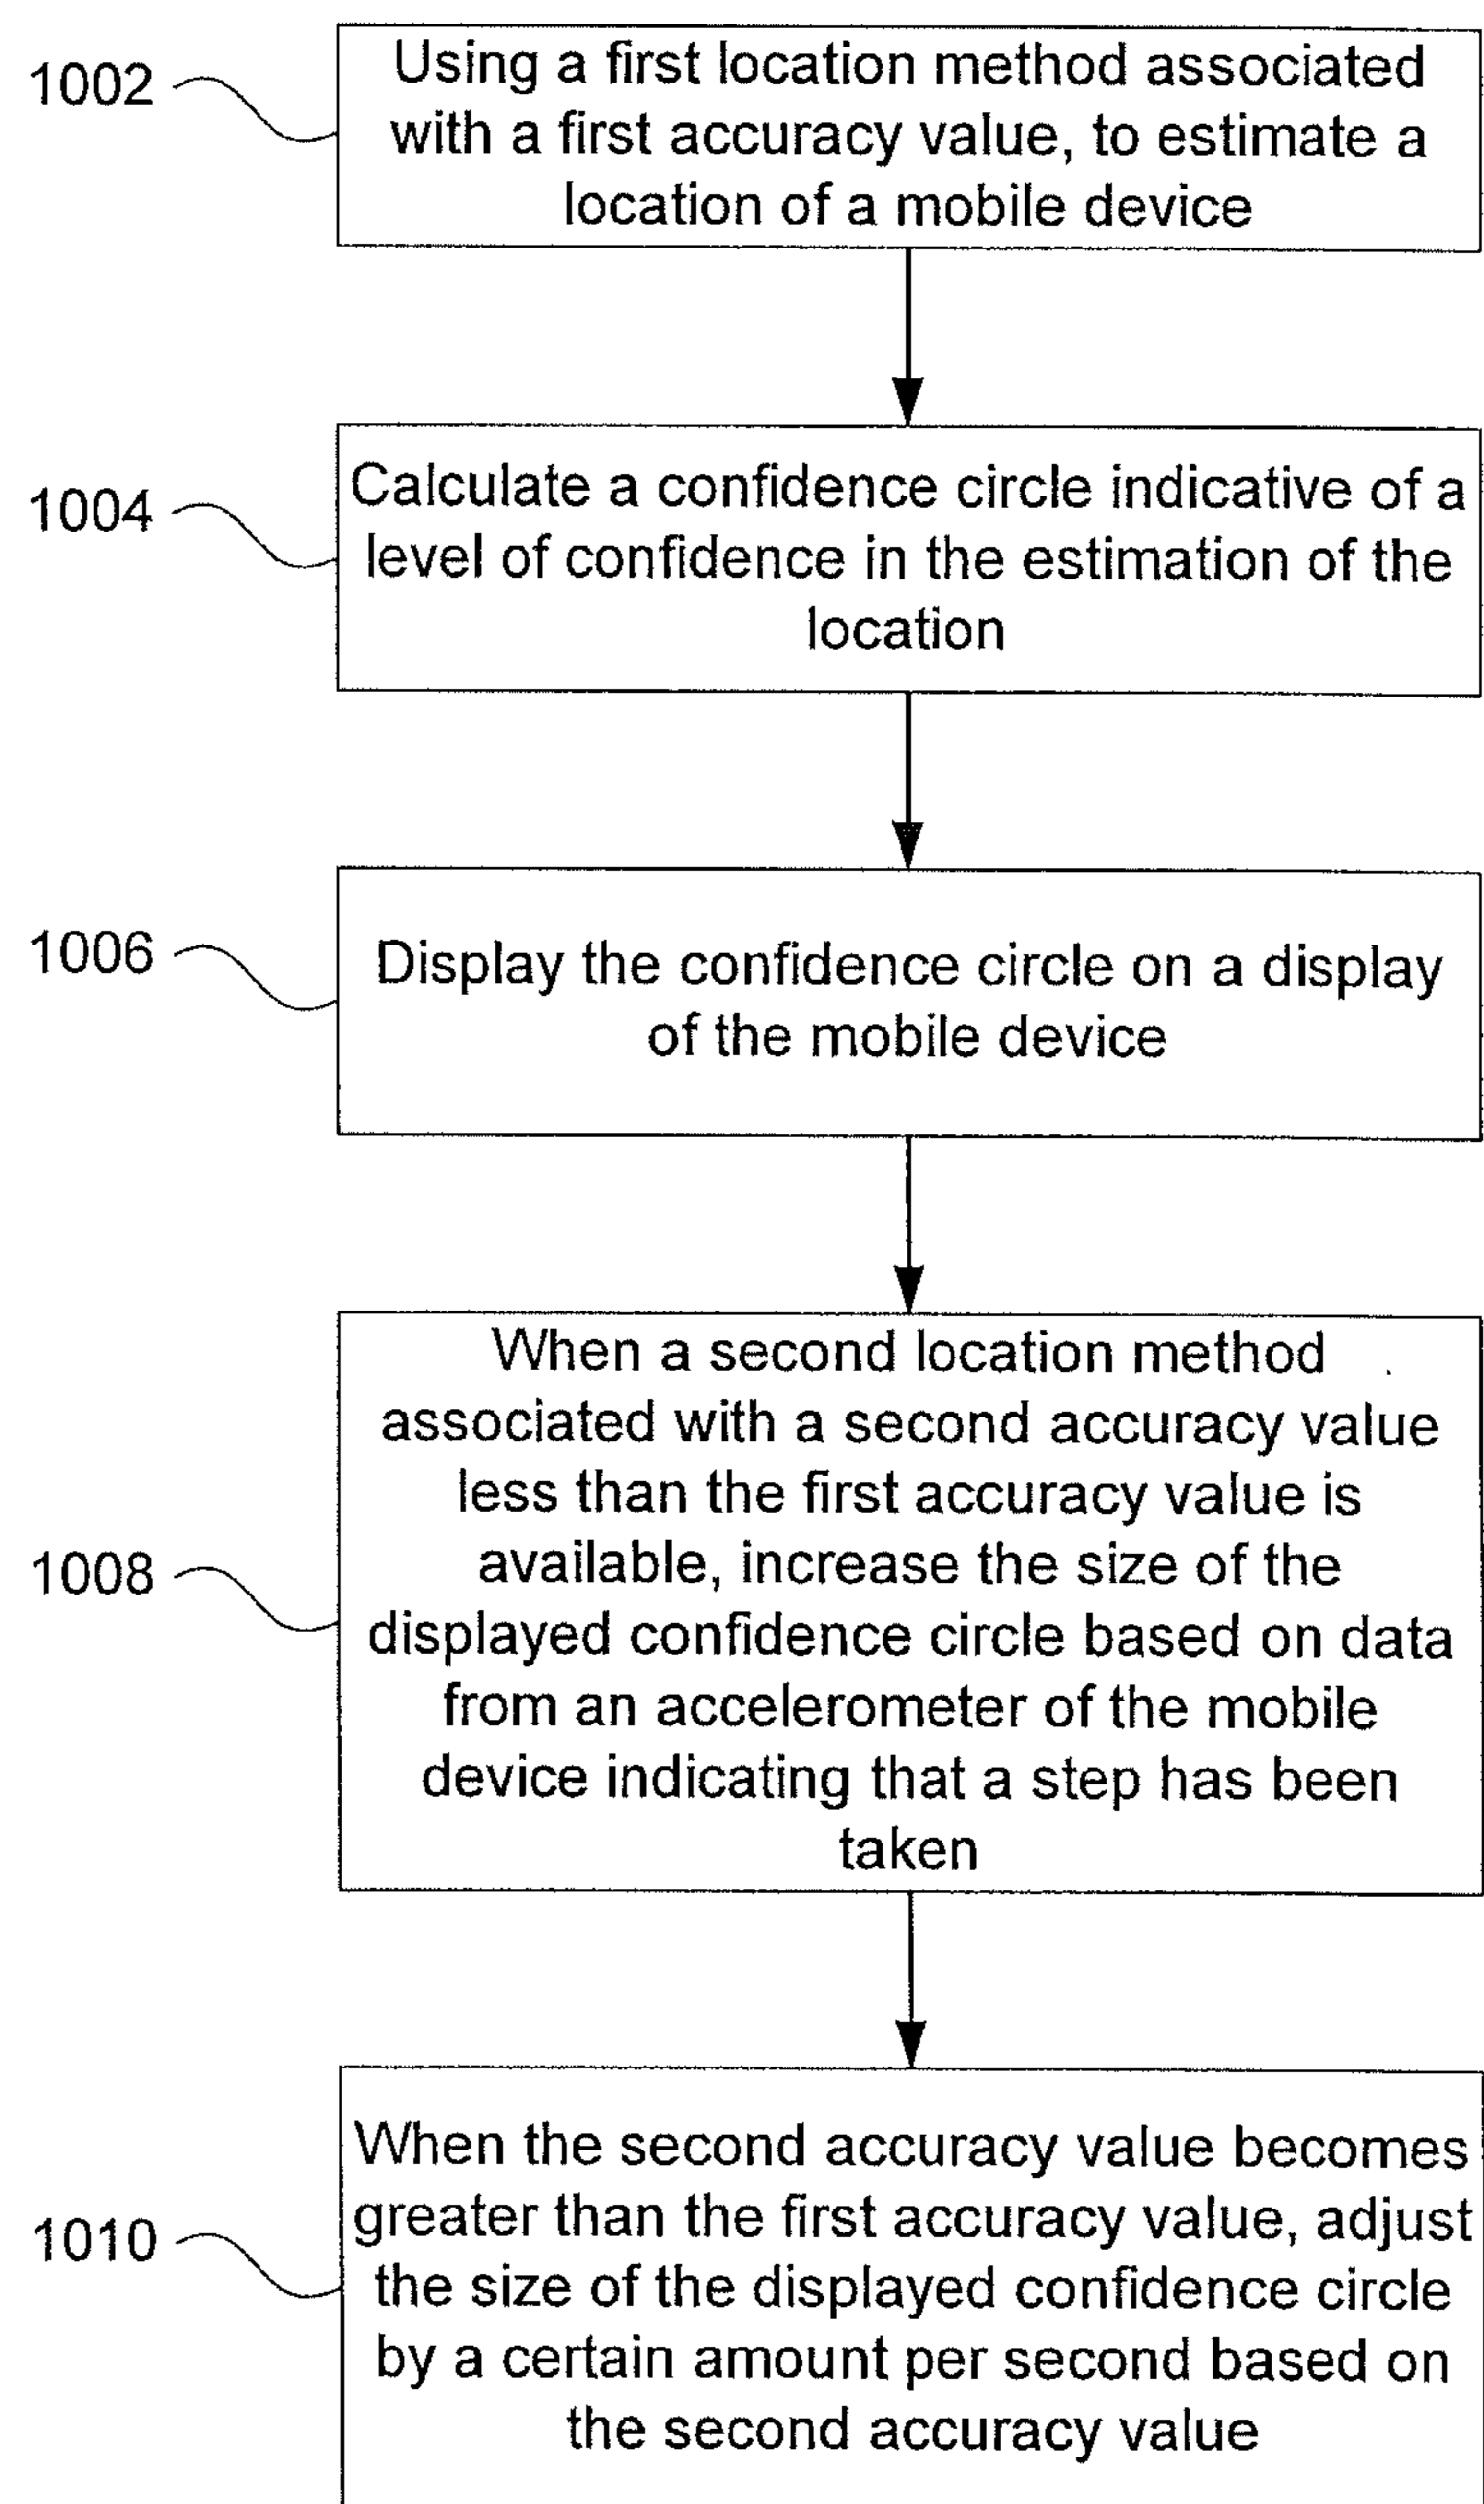 1002
Using a first location method associated
with a first accuracy value, to estimate a
location of a mobile device
1004
Calculate a confidence circle indicative of a
level of confidence in the estimation of the
location
1006
Display the confidence circle on a display
of the mobile device
1008
When a second location method
associated with a second accuracy value
less than the first accuracy value is
available, increase the size of the
displayed confidence circle based on data
from an accelerometer of the mobile
device indicating that a step has been
taken
1010
When the second accuracy value becomes
greater than the first accuracy value, adjust
the size of the displayed confidence circle
by a certain amount per second based on
the second accuracy value